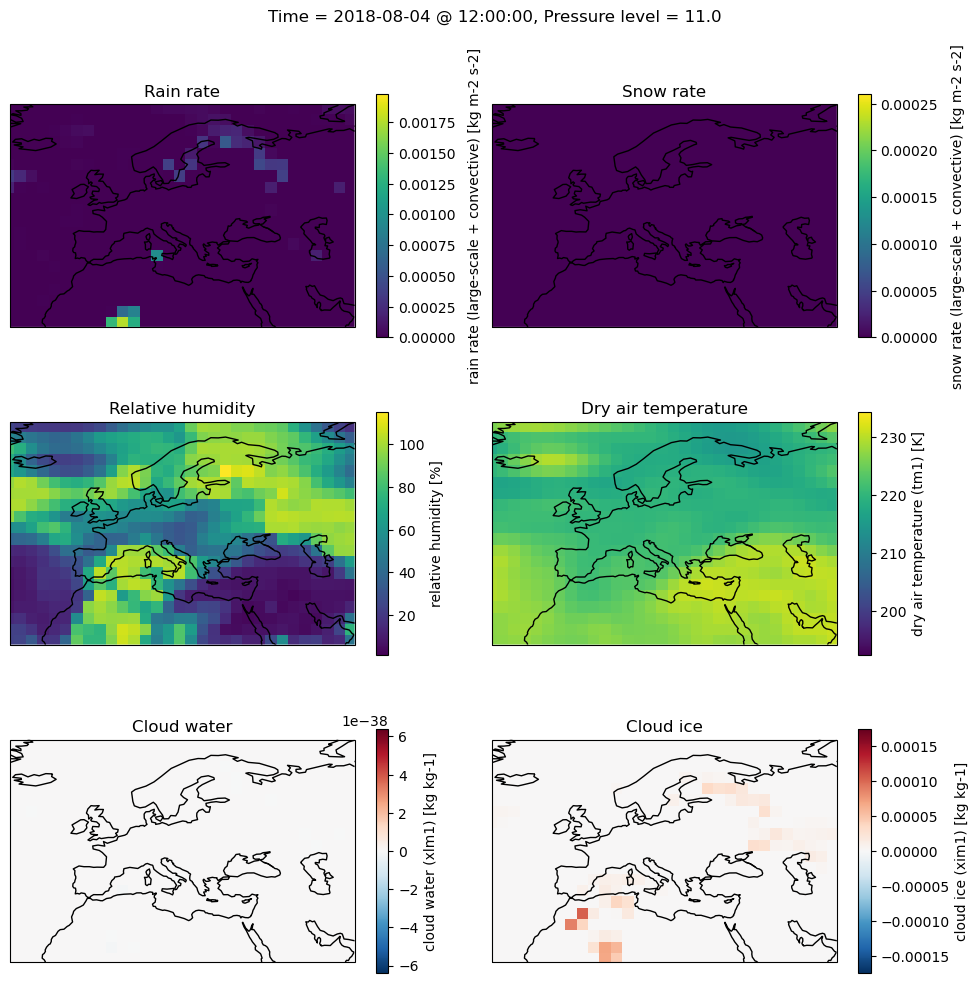 Time = 2018-08-04 @ 12:00:00, Pressure level = 11.0
Rain rate
0.00175
0.00150
0.00125
0.00100
0.00075
0.00050
0.00025
0.00000
rain rate (large-scale + convective) [kg m-2 s-2]
Snow rate
0.00025
0.00020
0.00015
0.00010
0.00005
0.00000
snow rate (large-scale + convective) [kg m-2 s-2]
Relative humidity
100
80
60
40
20
relative humidity [%]
Dry air temperature
230
220
210
200
dry air temperature (tm1) [K]
Cloud water
1e−38
6
4
2
0
−2
−4
−6
cloud water (xlm1) [kg kg-1]
Cloud ice
0.00015
0.00010
0.00005
0.00000
−0.00005
−0.00010
−0.00015
cloud ice (xim1) [kg kg-1]